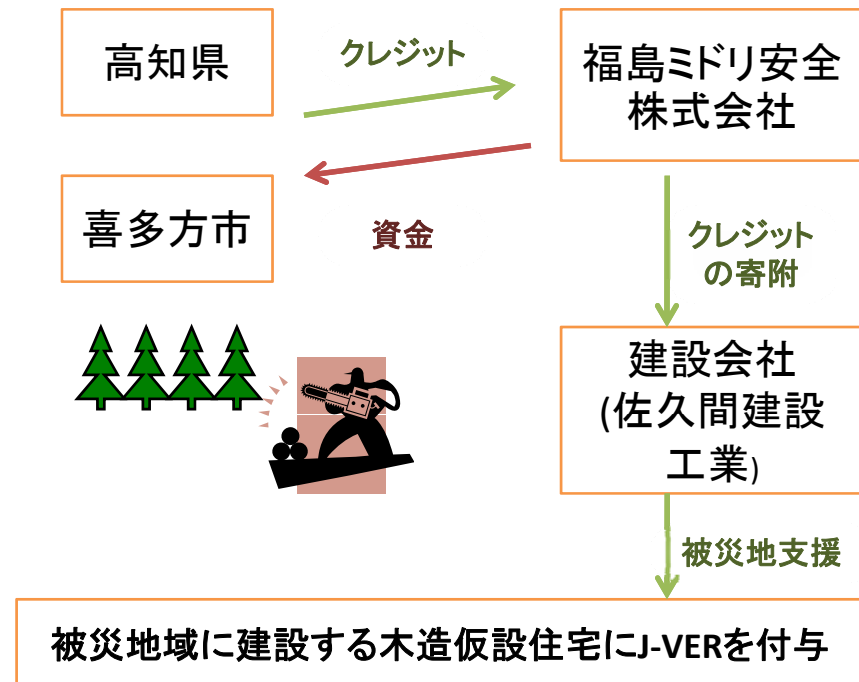 高知県
クレジット
福島ミドリ安全
株式会社
喜多方市
資金
クレジット
の寄附
建設会社
(佐久間建設
工業)
被災地支援
被災地域に建設する木造仮設住宅にJ-VERを付与